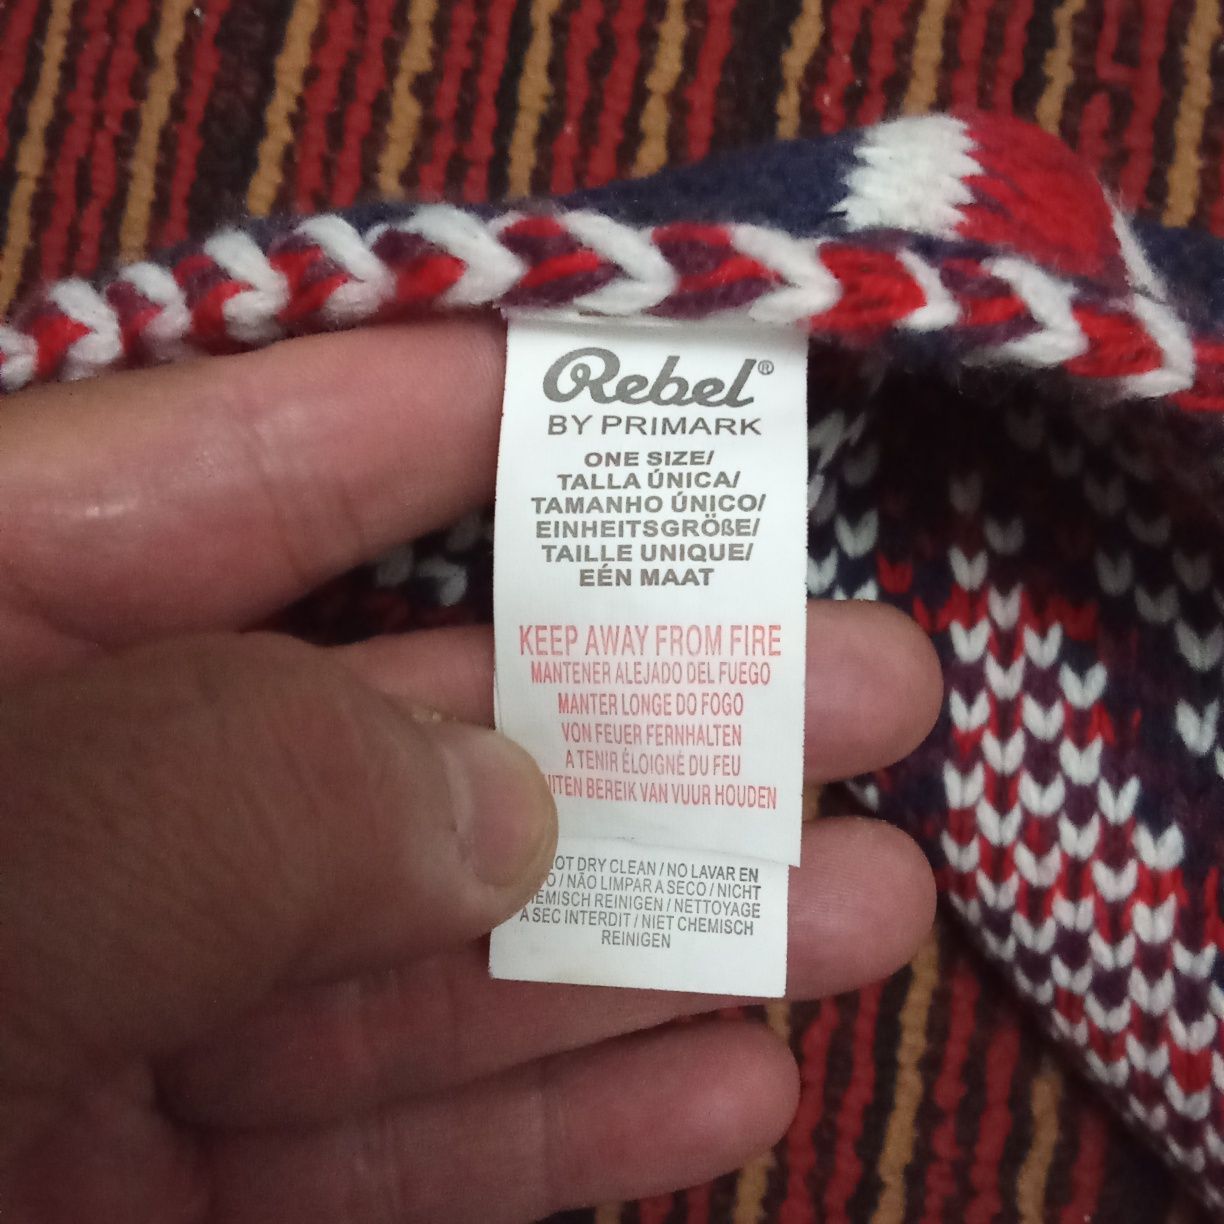 Rebel®
BY PRIMARK
ONE SIZE/
TALLA ÚNICA/
TAMANHO ÚNICO/
EINHEITSGRÖßE/
TAILLE UNIQUE/
EÉN MAAT
KEEP AWAY FROM FIRE
MANTENER ALEJADO DEL FUEGO
MANTER LONGE DO FOGO
VON FEUER FERNHALTEN
A TENIR ÉLOIGNÉ DU FEU
BEREIK VAN VUUR HOUDEN
DRY CLEAN / NO LAVAR EN
/ NÃO LIMPAR A SECO / NICHT
REINIGEN / NETTOYAGE
A SEC INTERDIT / NIET CHEMISCH
REINIGEN